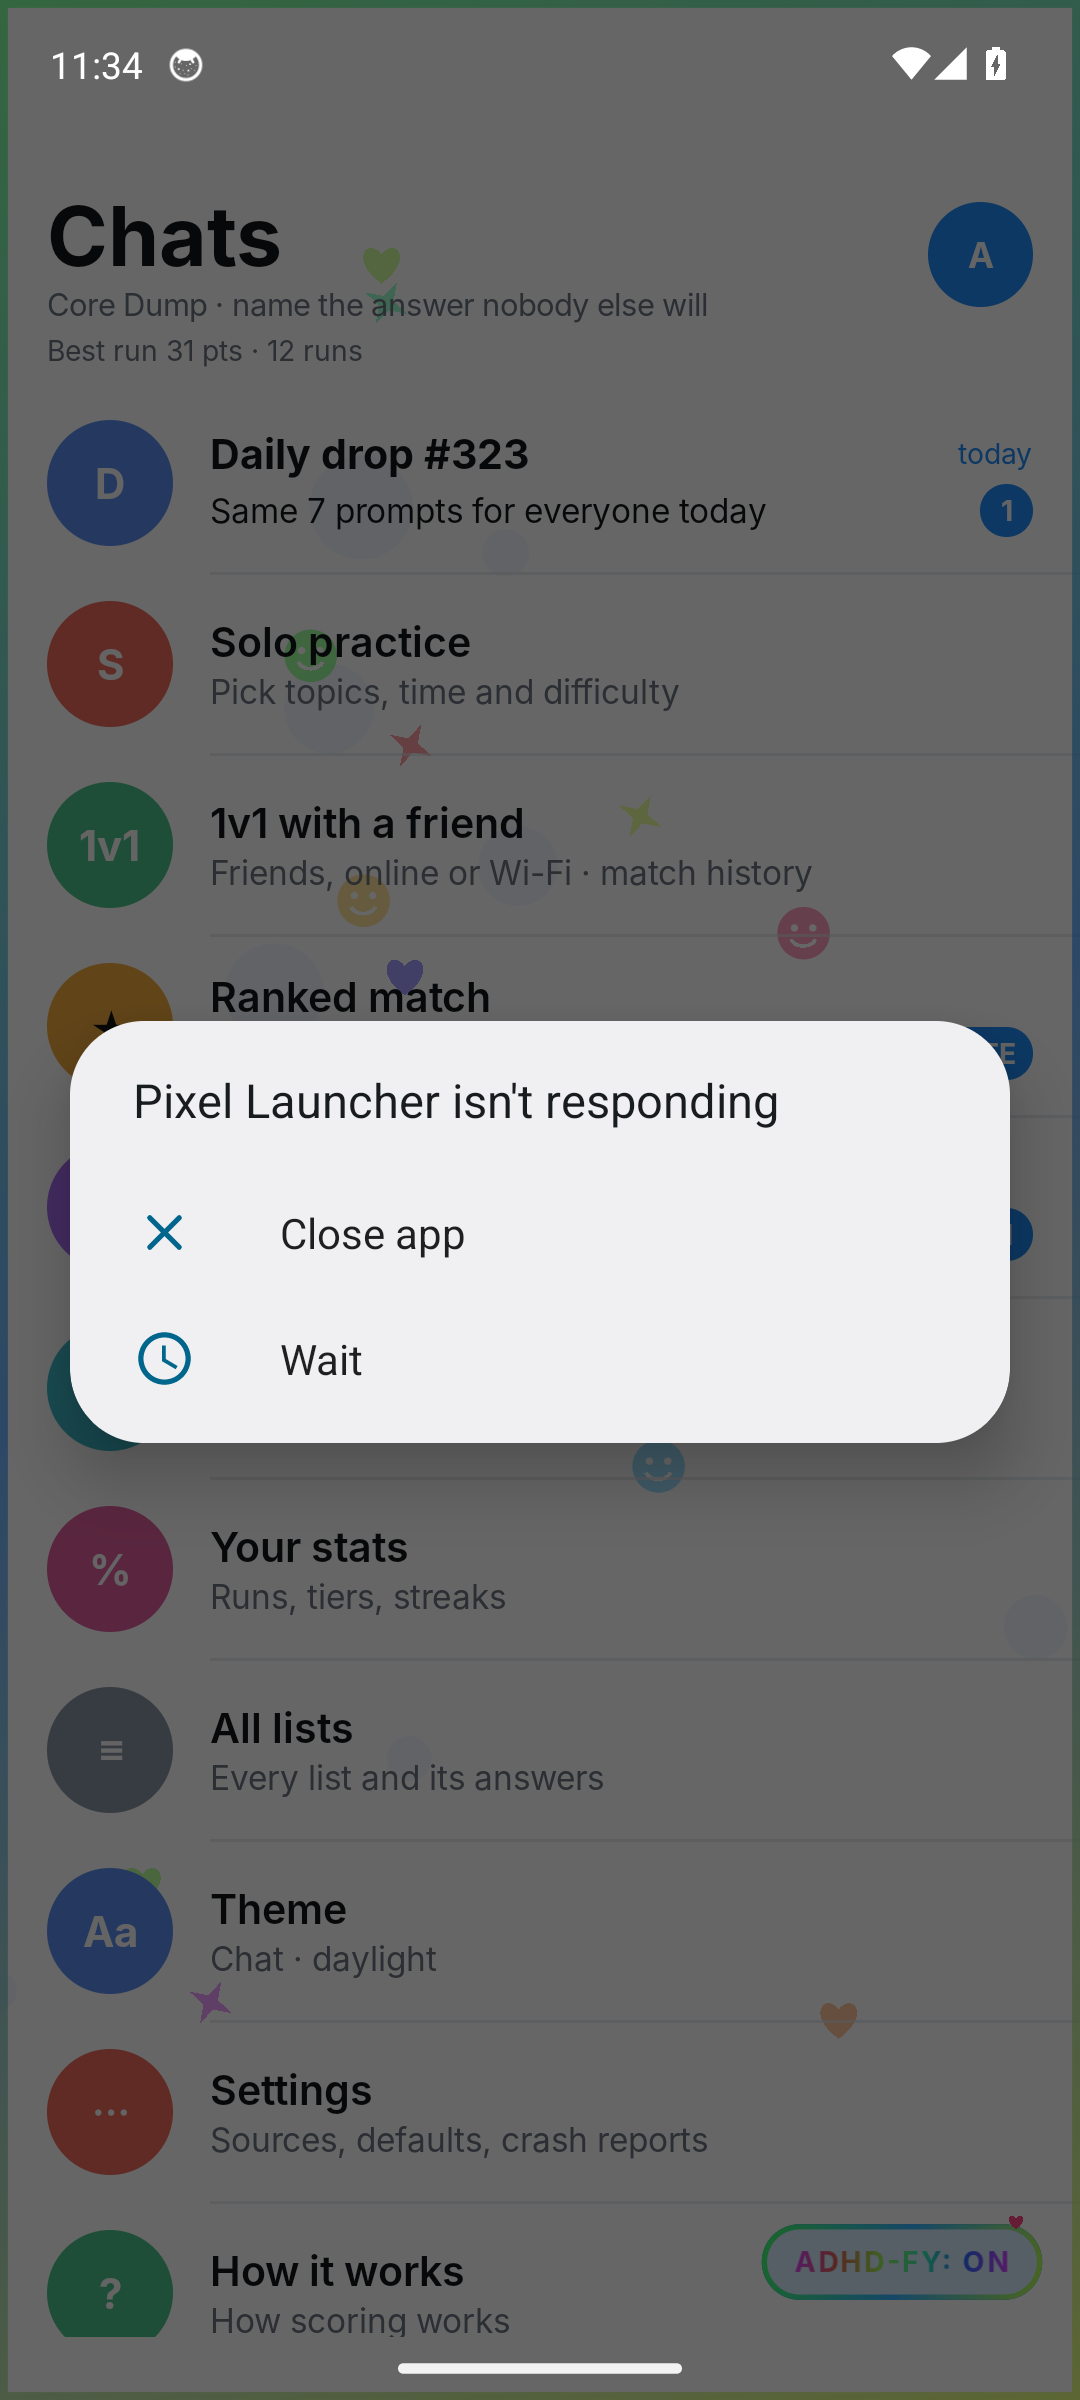 11:34
Chats
A
Core Dump · name the answer nobody else will
Best run 31 pts · 12 runs
D
Daily drop #323
today
Same 7 prompts for everyone today
1
S
Solo practice
Pick topics, time and difficulty
1v1
1v1 with a friend
Friends, online or Wi-Fi · match history
Ranked match
Pixel Launcher isn't responding
Close app
Wait
%
Your stats
Runs, tiers, streaks
All lists
Every list and its answers
Aa
Theme
Chat · daylight
Settings
Sources, defaults, crash reports
?
How it works
How scoring works
ADHD-FY: ON